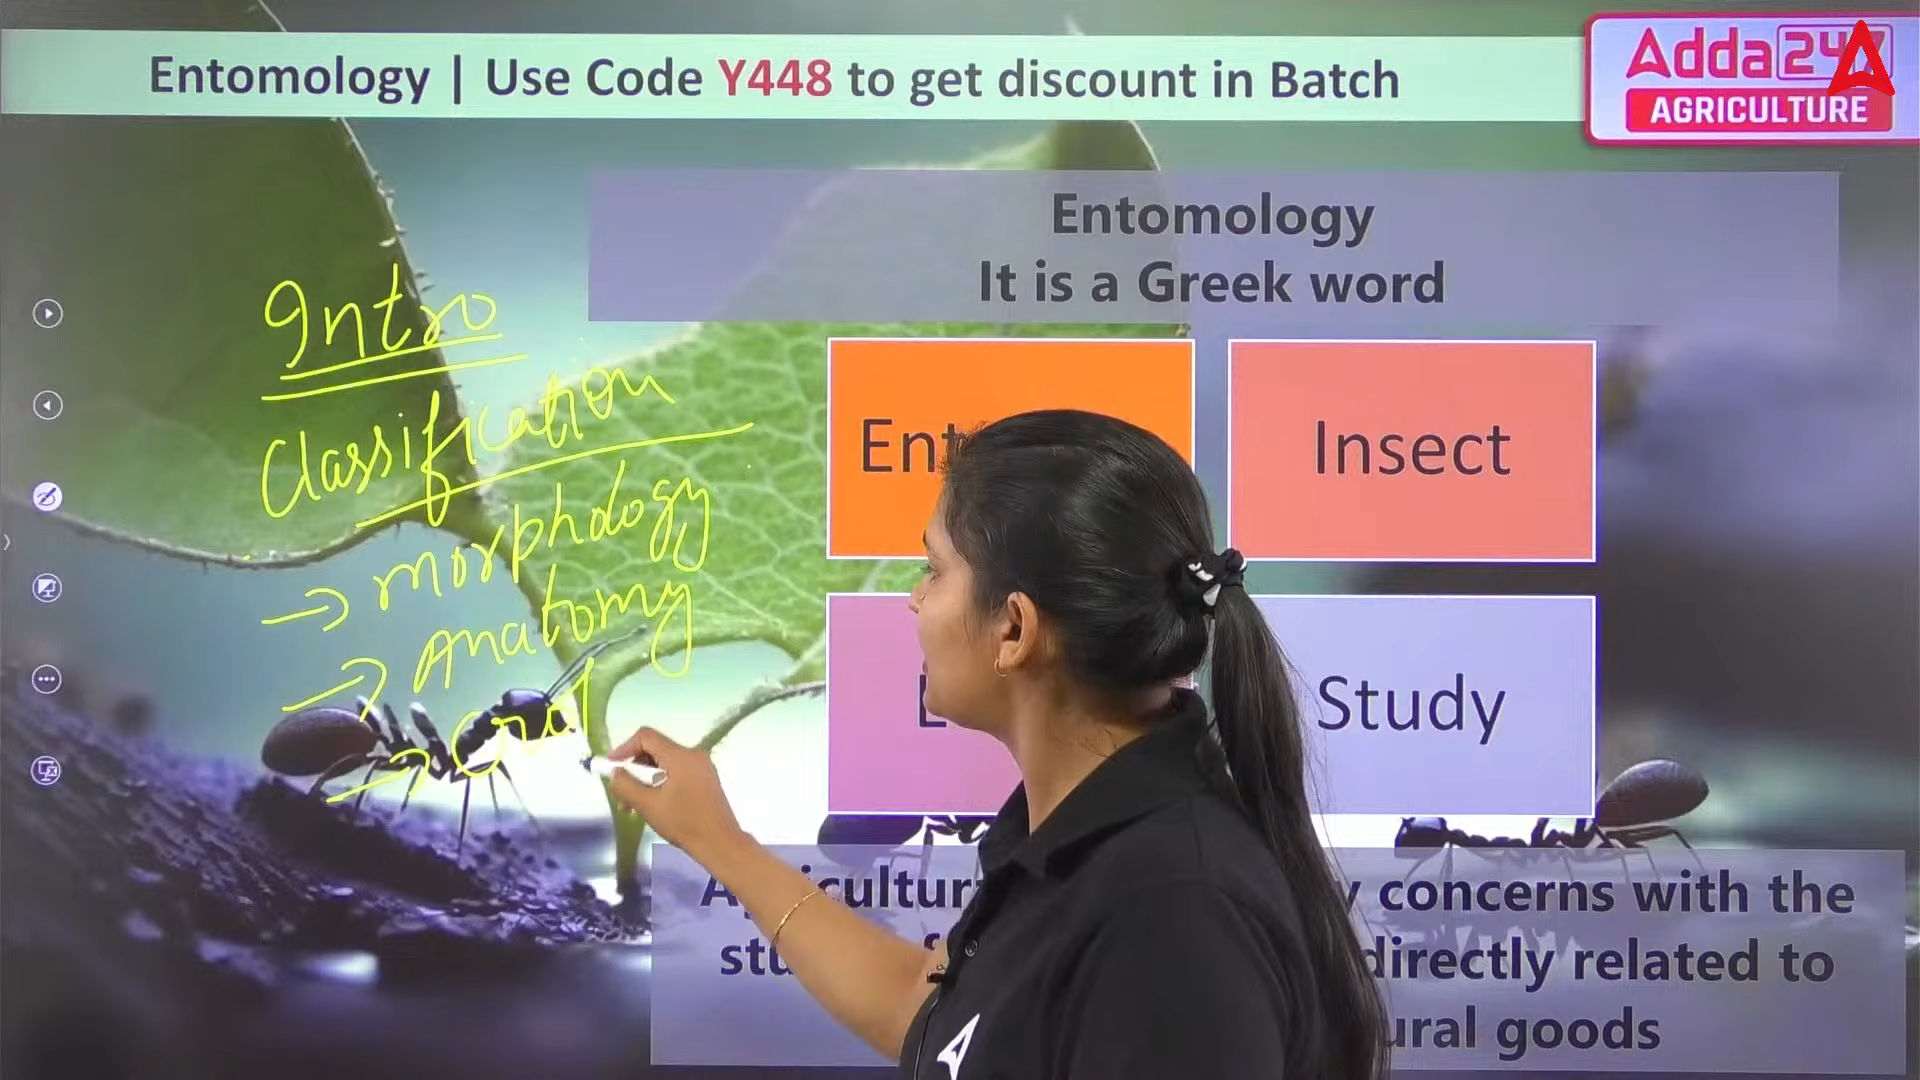 Entomology | Use Code Y448 to get discount in Batch
Adda247
AGRICULTURE
Entomology
It is a Greek word
Intro
Classification
→ morphology
→ Anatomy
Insect
Study
concerns with the
directly related to
goods